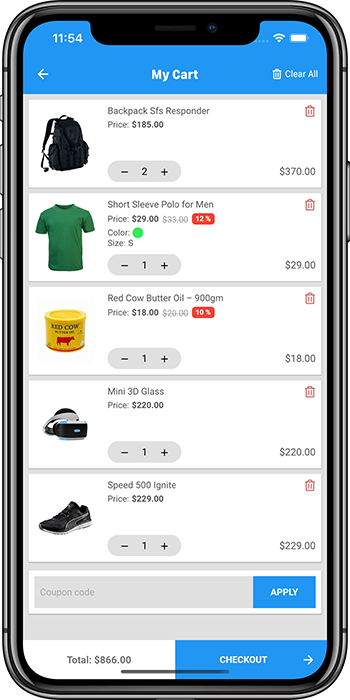 11:54
My Cart
Clear All
Backpack Sfs Responder
Price: $185.00
− 2 +
$370.00
Short Sleeve Polo for Men
Price: $29.00 $33.00 12 %
Color:
Size: S
− 1 +
$29.00
RED COW
BUTTER OIL
Red Cow Butter Oil – 900gm
Price: $18.00 $20.00 10 %
− 1 +
$18.00
Mini 3D Glass
Price: $220.00
− 1 +
$220.00
Speed 500 Ignite
Price: $229.00
− 1 +
$229.00
Coupon code
APPLY
Total: $866.00
CHECKOUT